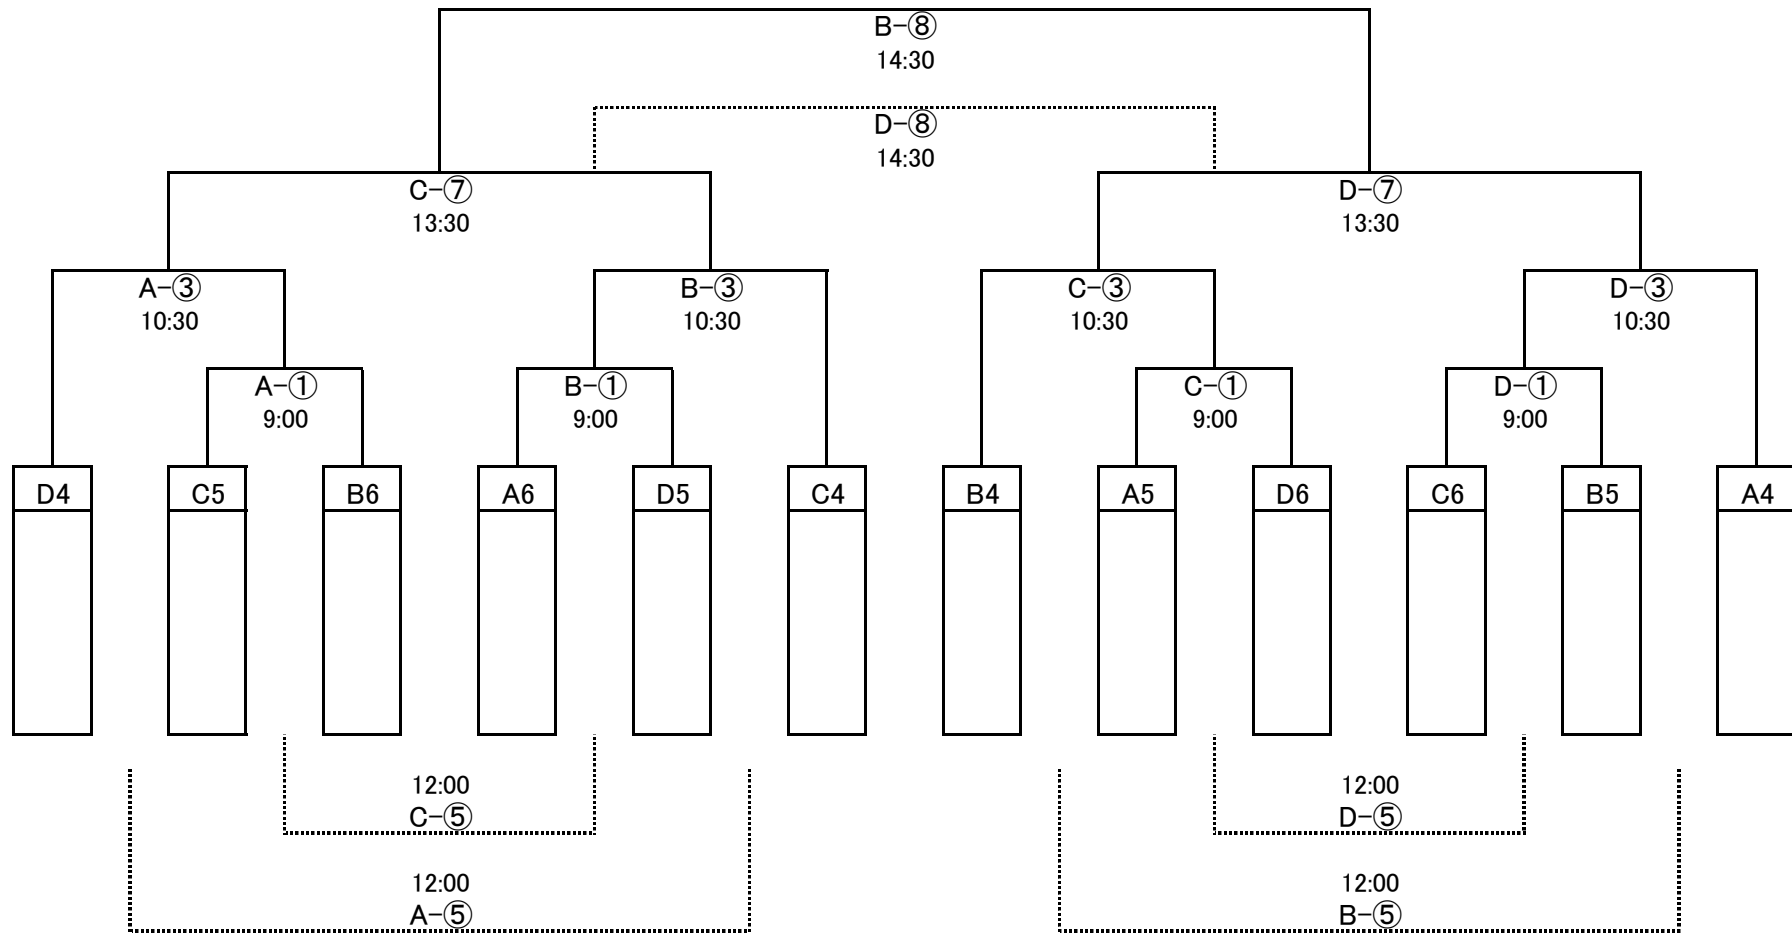 B-⑧
14:30
D-⑧
14:30
C-⑦
13:30
D-⑦
13:30
A-③
10:30
B-③
10:30
C-③
10:30
D-③
10:30
A-①
9:00
B-①
9:00
C-①
9:00
D-①
9:00
D4
C5
B6
A6
D5
C4
B4
A5
D6
C6
B5
A4
12:00
C-⑤
12:00
D-⑤
12:00
A-⑤
12:00
B-⑤